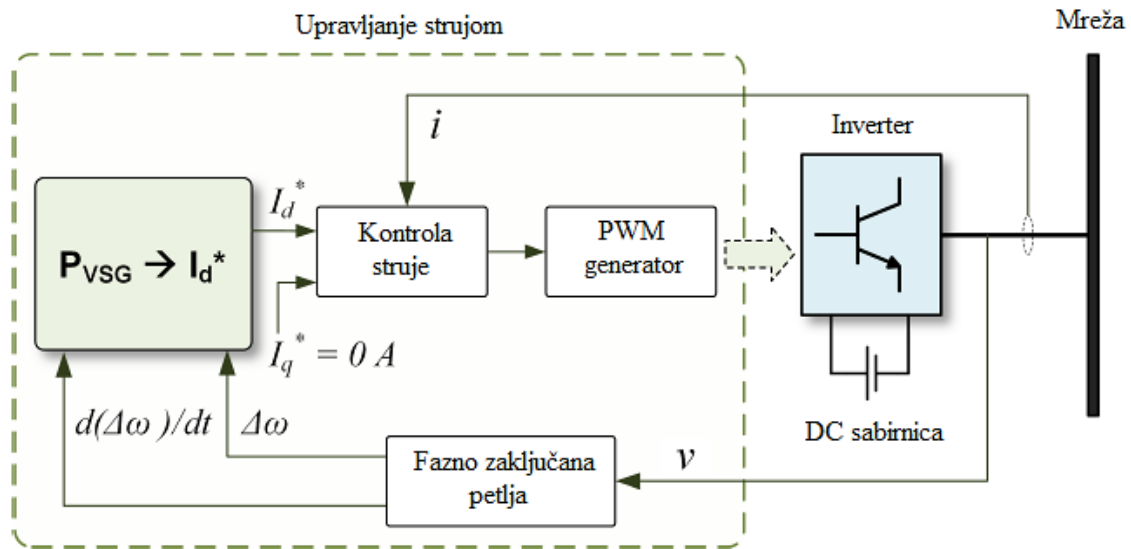 Upravljanje strujom
Mreža
i
Inverter
I_d^*
P_VSG → I_d^*
Kontrola
struje
PWM
generator
I_q^* = 0 A
d(Δω)/dt
Δω
DC sabirnica
Fazno zaključana
petlja
v